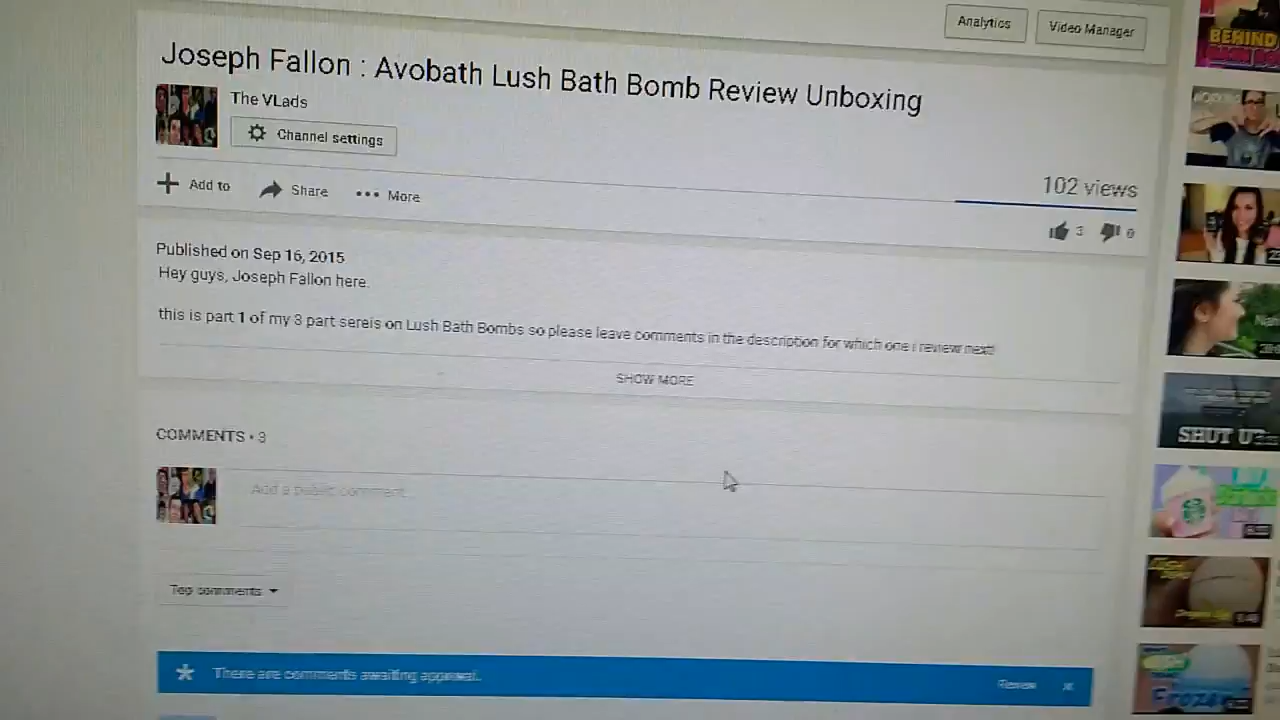 Analytics
Video Manager
Joseph Fallon : Avobath Lush Bath Bomb Review Unboxing
The VLads
Channel settings
Add to
Share
More
102 views
3
0
Published on Sep 16, 2015
Hey guys, Joseph Fallon here.
this is part 1 of my 3 part sereis on Lush Bath Bombs so please leave comments in the description for which one i review next!
SHOW MORE
COMMENTS • 3
Add a public comment...
Top comments
There are comments awaiting approval.
Review
x
BEHIND
SHUT U